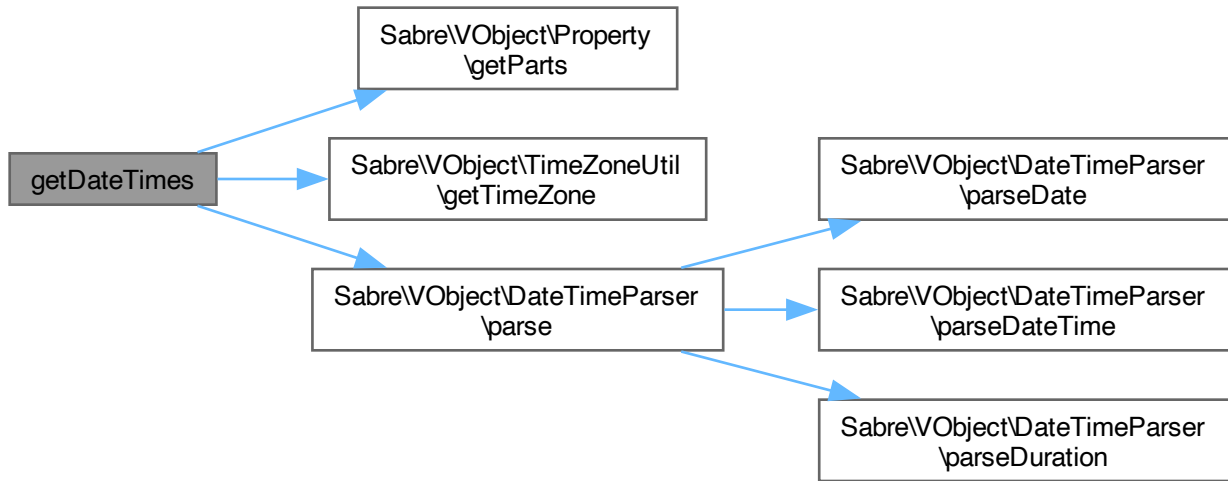 Sabre\VObject\Property
\getParts
getDateTimes
Sabre\VObject\TimeZoneUtil
\getTimeZone
Sabre\VObject\DateTimeParser
\parse
Sabre\VObject\DateTimeParser
\parseDate
Sabre\VObject\DateTimeParser
\parseDateTime
Sabre\VObject\DateTimeParser
\parseDuration